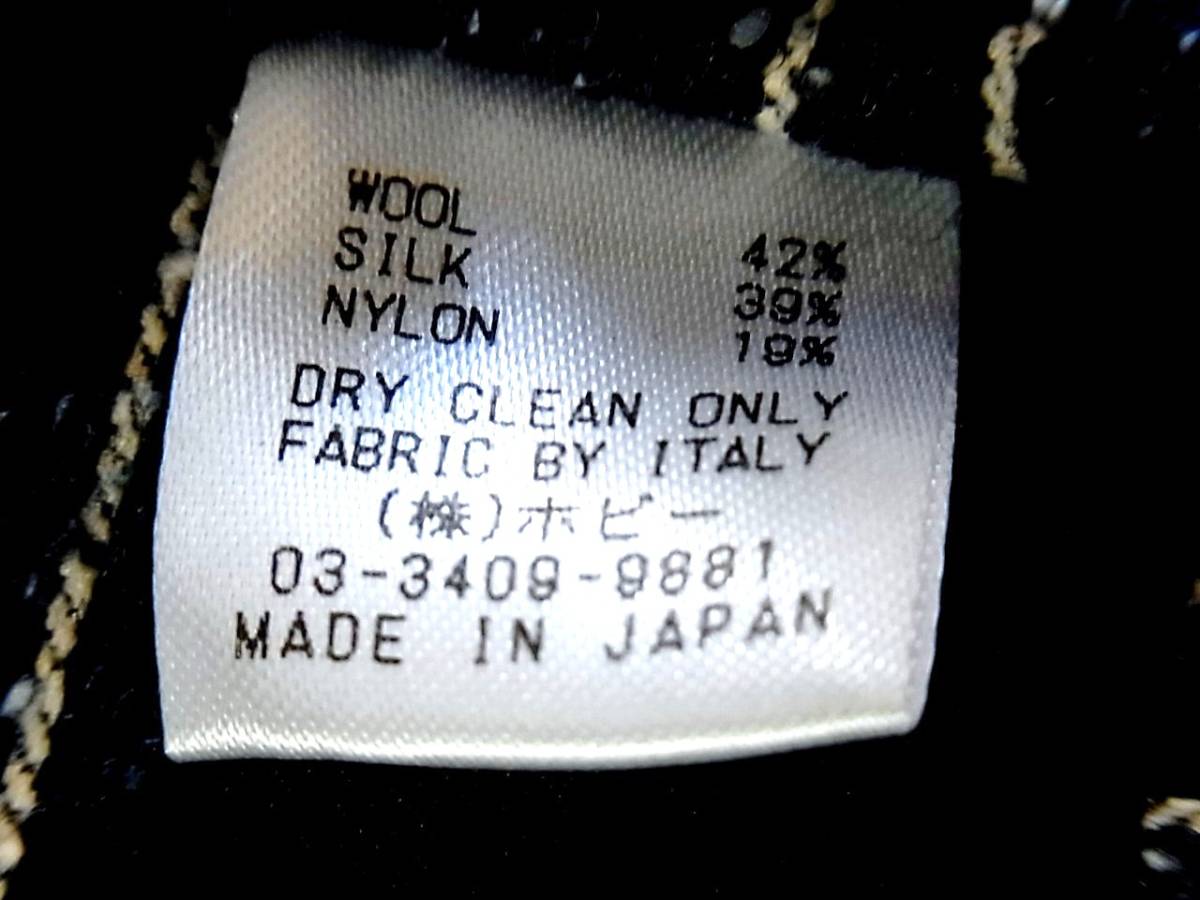 WOOL 42%
SILK 39%
NYLON 19%
DRY CLEAN ONLY
FABRIC BY ITALY
(株)ホビー
03-3409-9881
MADE IN JAPAN